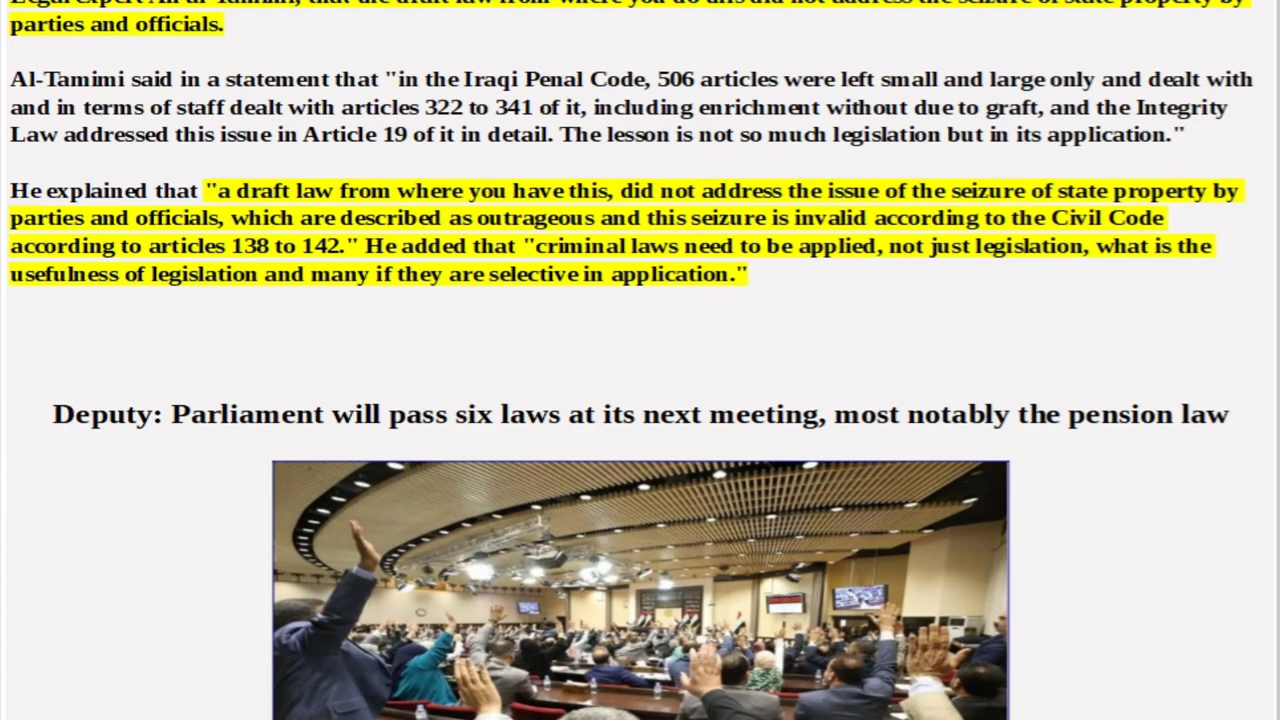 parties and officials.
Al-Tamimi said in a statement that "in the Iraqi Penal Code, 506 articles were left small and large only and dealt with
and in terms of staff dealt with articles 322 to 341 of it, including enrichment without due to graft, and the Integrity
Law addressed this issue in Article 19 of it in detail. The lesson is not so much legislation but in its application."
He explained that "a draft law from where you have this, did not address the issue of the seizure of state property by
parties and officials, which are described as outrageous and this seizure is invalid according to the Civil Code
according to articles 138 to 142." He added that "criminal laws need to be applied, not just legislation, what is the
usefulness of legislation and many if they are selective in application."
Deputy: Parliament will pass six laws at its next meeting, most notably the pension law